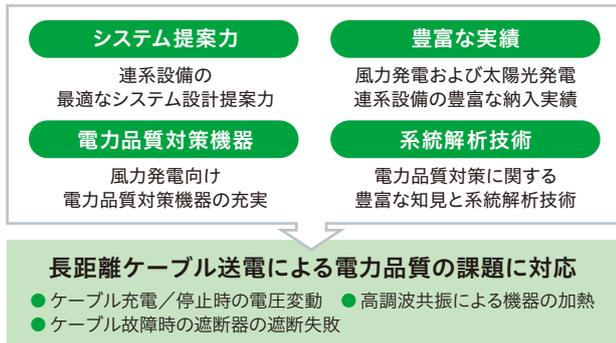 システム提案力
連系設備の
最適なシステム設計提案力
豊富な実績
風力発電および太陽光発電
連系設備の豊富な納入実績
電力品質対策機器
風力発電向け
電力品質対策機器の充実
系統解析技術
電力品質対策に関する
豊富な知見と系統解析技術
長距離ケーブル送電による電力品質の課題に対応
●ケーブル充電／停止時の電圧変動 ●高調波共振による機器の加熱
●ケーブル故障時の遮断器の遮断失敗